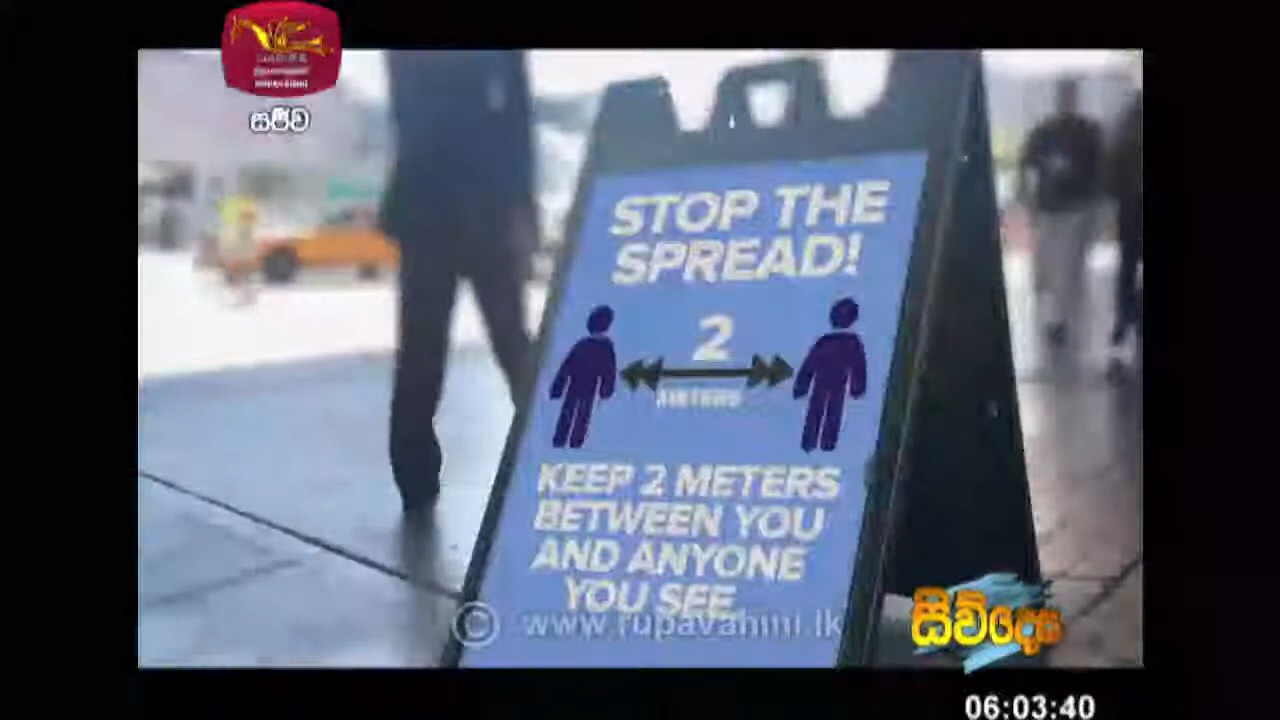 සජීව
STOP THE
SPREAD!
2
METERS
KEEP 2 METERS
BETWEEN YOU
AND ANYONE
YOU SEE
© www.rupavahini.lk
සිව්දෙස
06:03:40